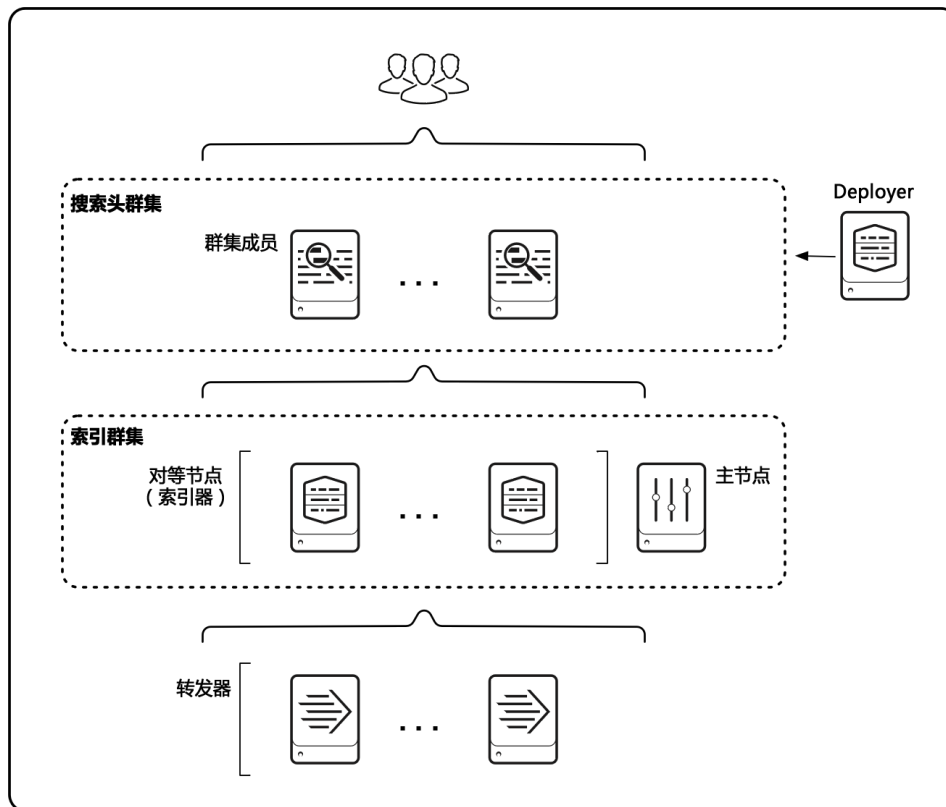 搜索头群集
Deployer
群集成员
索引群集
对等节点
（索引器）
主节点
转发器